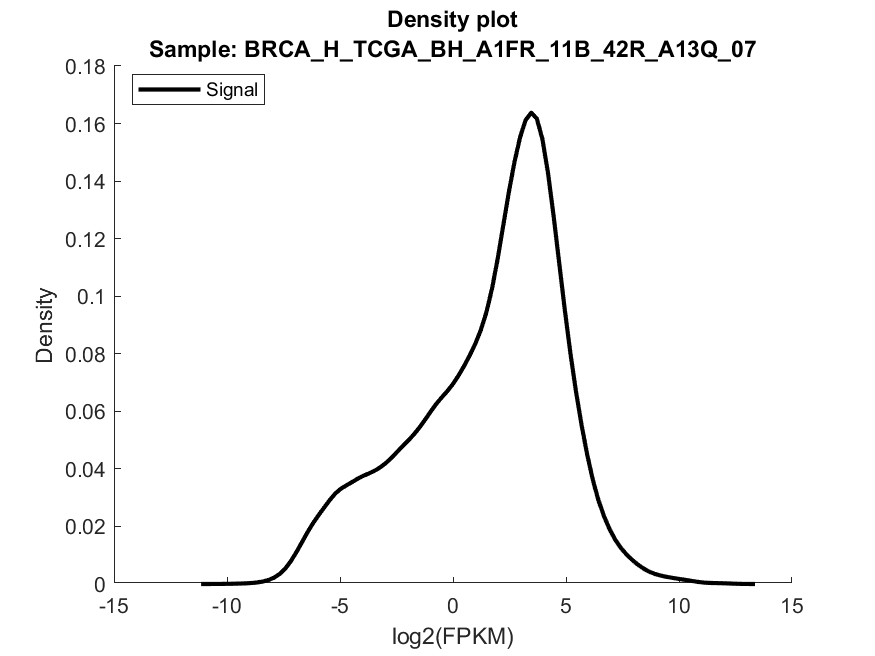 Density plot
Sample: BRCA_H_TCGA_BH_A1FR_11B_42R_A13Q_07
Signal
0.18
0.16
0.14
0.12
0.1
0.08
0.06
0.04
0.02
0
Density
-15 -10 -5 0 5 10 15
log2(FPKM)